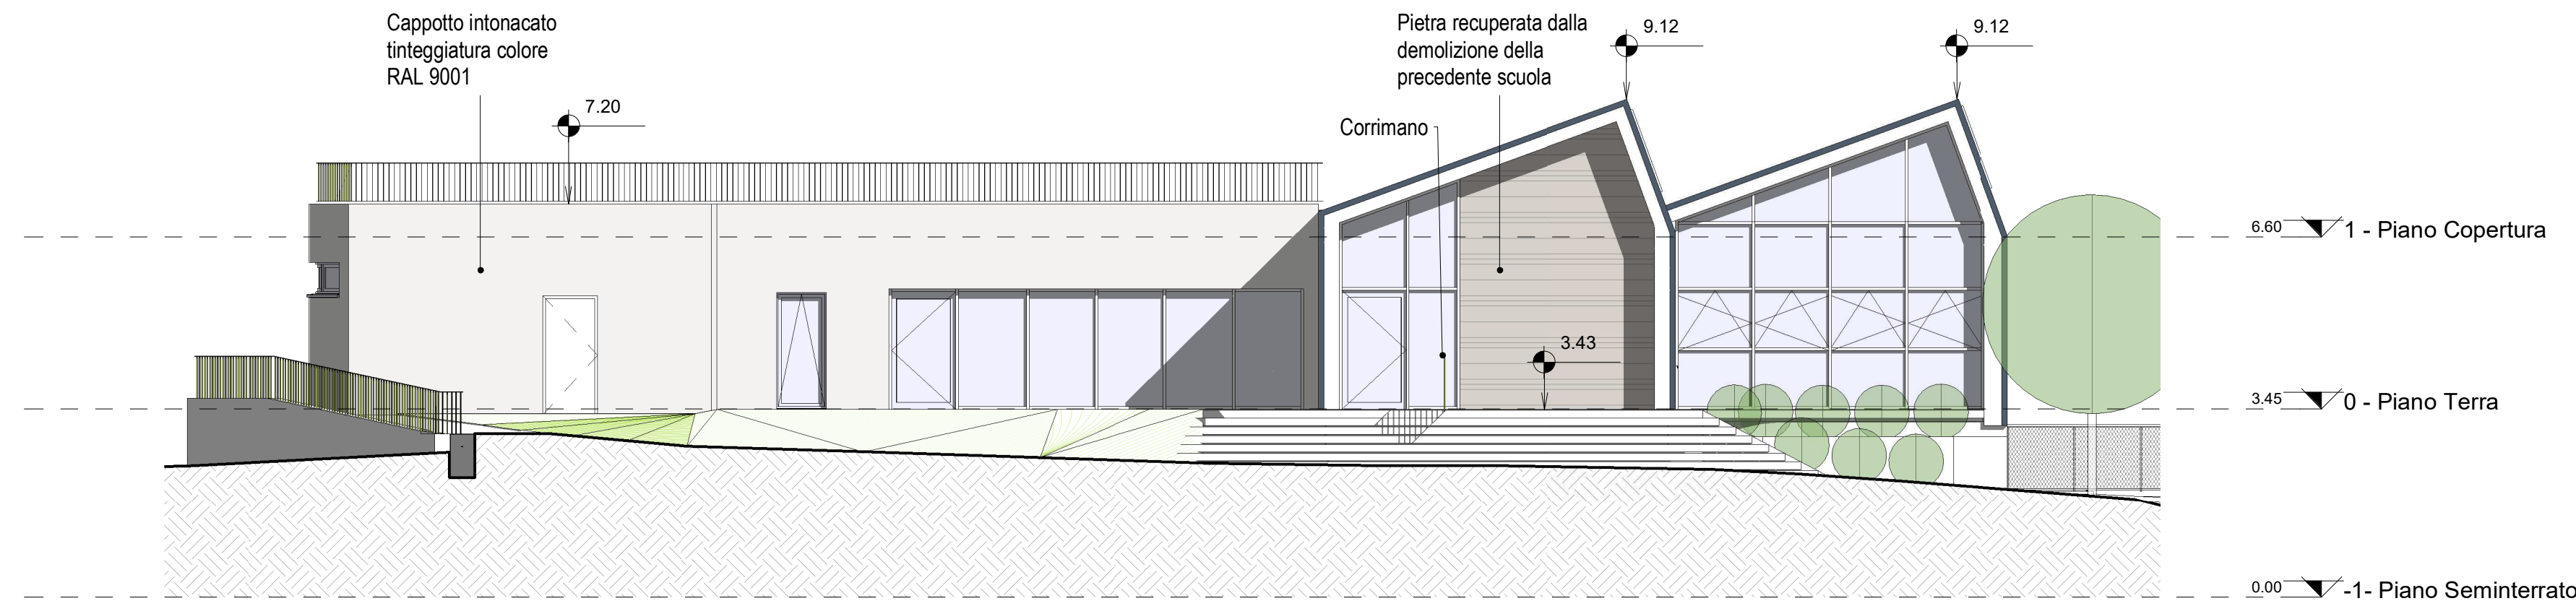 Cappotto intonacato
tinteggiatura colore
RAL 9001
7.20
Pietra recuperata dalla
demolizione della
precedente scuola
Corrimano
9.12
9.12
3.43
6.60 1 - Piano Copertura
3.45 0 - Piano Terra
0.00 -1- Piano Seminterrato